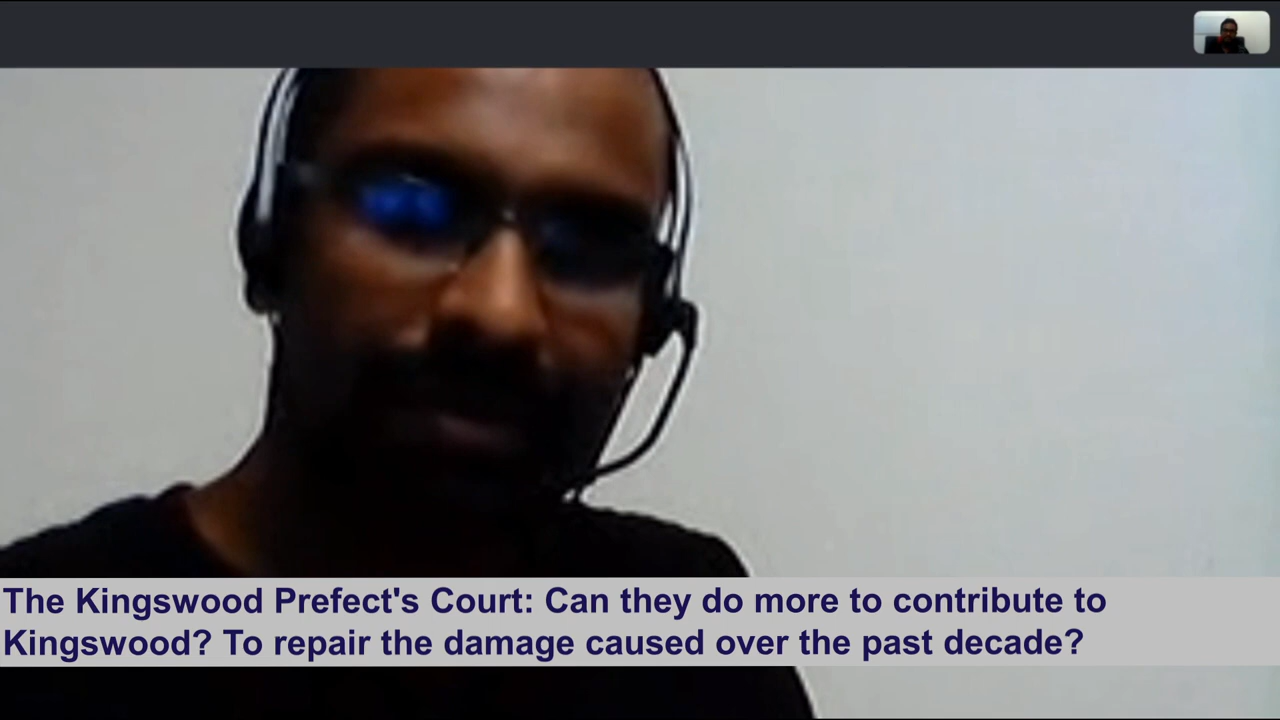 The Kingswood Prefect's Court: Can they do more to contribute to
Kingswood? To repair the damage caused over the past decade?